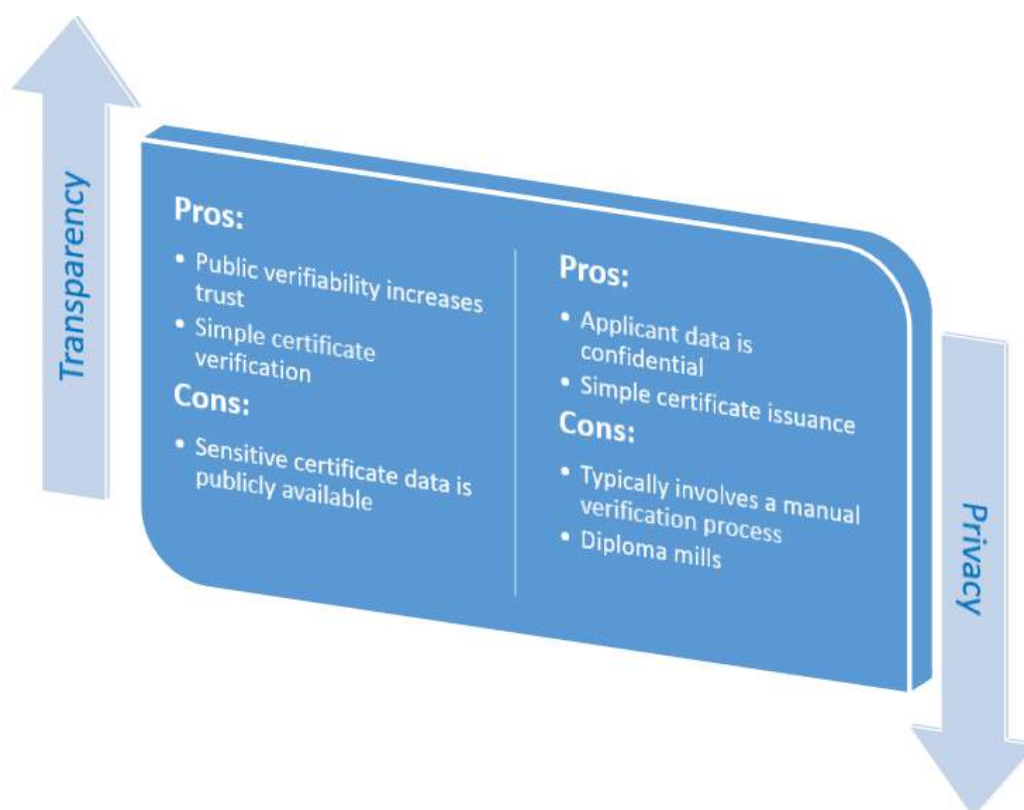 Transparency
Pros:
• Public verifiability increases
trust
• Simple certificate
verification
Cons:
• Sensitive certificate data is
publicly available
Pros:
• Applicant data is
confidential
• Simple certificate issuance
Cons:
• Typically involves a manual
verification process
• Diploma mills
Privacy